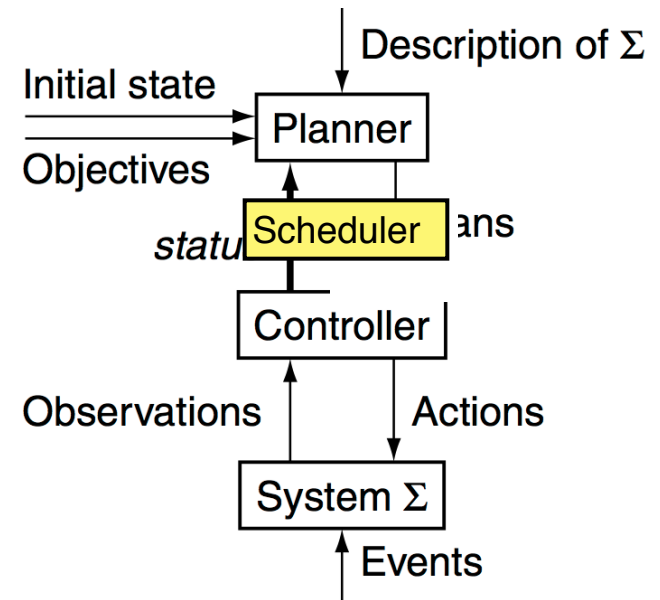 Description of Σ
Initial state
Planner
Objectives
Scheduler
ans
statu
Controller
Observations
Actions
System Σ
Events